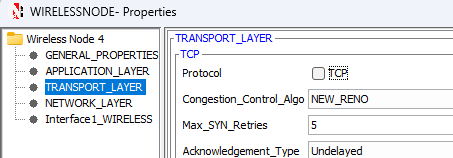 WIRELESSNODE- Properties
Wireless Node 4
GENERAL_PROPERTIES
APPLICATION_LAYER
TRANSPORT_LAYER
NETWORK_LAYER
Interface1_WIRELESS
TRANSPORT_LAYER
TCP
Protocol TCP
Congestion_Control_Algo NEW_RENO
Max_SYN_Retries 5
Acknowledgement_Type Undelayed